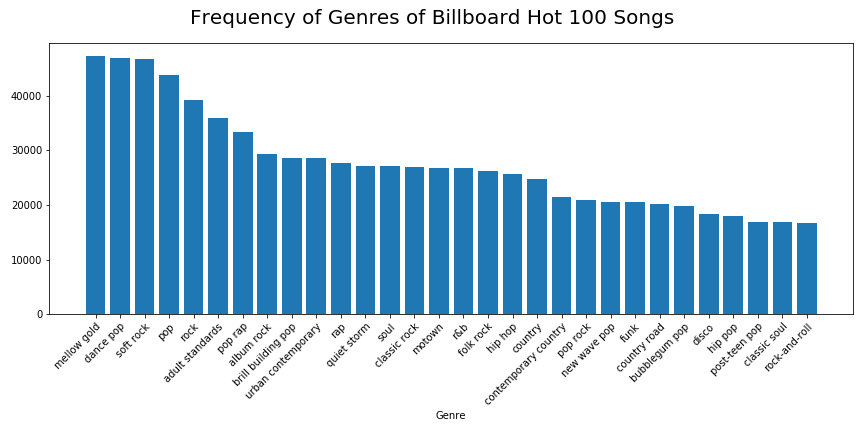 Frequency of Genres of Billboard Hot 100 Songs
40000
30000
20000
10000
0
mellow gold
dance pop
soft rock
pop
rock
adult standards
pop rap
album rock
brill building pop
urban contemporary
rap
quiet storm
soul
classic rock
motown
r&b
folk rock
hip hop
country
contemporary country
pop rock
new wave pop
funk
country road
bubblegum pop
disco
hip pop
post-teen pop
classic soul
rock-and-roll
Genre